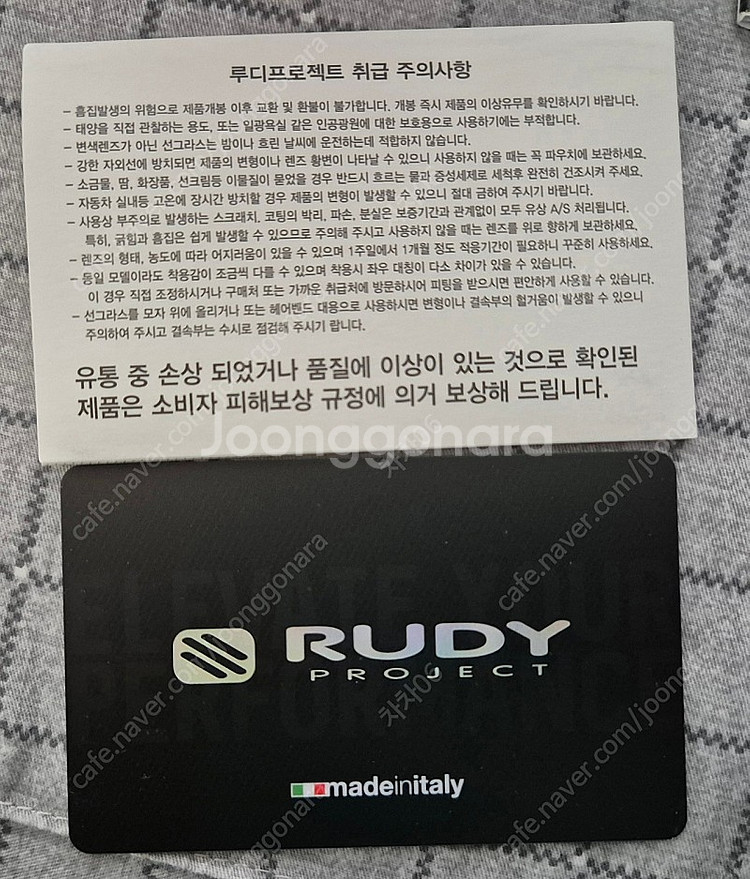 루디프로젝트 취급 주의사항
- 흠집발생의 위험으로 제품개봉 이후 교환 및 환불이 불가합니다. 개봉 즉시 제품의 이상유무를 확인하시기 바랍니다.
- 태양을 직접 관찰하는 용도, 또는 일광욕실 같은 인공광원에 대한 보호용으로 사용하기에는 부적합니다.
- 변색렌즈가 아닌 선그라스는 밤이나 흐린 날씨에 운전하는데 적합하지 않습니다.
- 강한 자외선에 방치되면 제품의 변형이나 렌즈 황변이 나타날 수 있으니 사용하지 않을 때는 꼭 파우치에 보관하세요.
- 소금물, 땀, 화장품, 선크림등 이물질이 묻었을 경우 반드시 흐르는 물과 중성세제로 세척후 완전히 건조시켜 주세요.
- 자동차 실내등 고온에 장시간 방치할 경우 제품의 변형이 발생할 수 있으니 절대 금하여 주시기 바랍니다.
- 사용상 부주의로 발생하는 스크래치, 코팅의 박리, 파손, 분실은 보증기간과 관계없이 모두 유상 A/S 처리됩니다.
특히, 긁힘과 흠집은 쉽게 발생할 수 있으므로 주의해 주시고 사용하지 않을 때는 렌즈를 위로 향하게 보관하세요.
- 렌즈의 형태, 농도에 따라 어지러움이 있을 수 있으며 1주일에서 1개월 정도 적응기간이 필요하니 꾸준히 사용하세요.
- 동일 모델이라도 착용감이 조금씩 다를 수 있으며 착용시 좌우 대칭이 다소 차이가 있을 수 있습니다.
이 경우 직접 조정하시거나 구매처 또는 가까운 취급처에 방문하시어 피팅을 받으시면 편안하게 사용할 수 있습니다.
- 선그라스를 모자 위에 올리거나 또는 헤어밴드 대용으로 사용하시면 변형이나 결속부의 헐거움이 발생할 수 있으니
주의하여 주시고 결속부는 수시로 점검해 주시기 랍니다.
유통 중 손상 되었거나 품질에 이상이 있는 것으로 확인된
제품은 소비자 피해보상 규정에 의거 보상해 드립니다.
Joonggonara
ELEVATE YOUR
PERFORMANCE
RUDY
PROJECT
madeinitaly